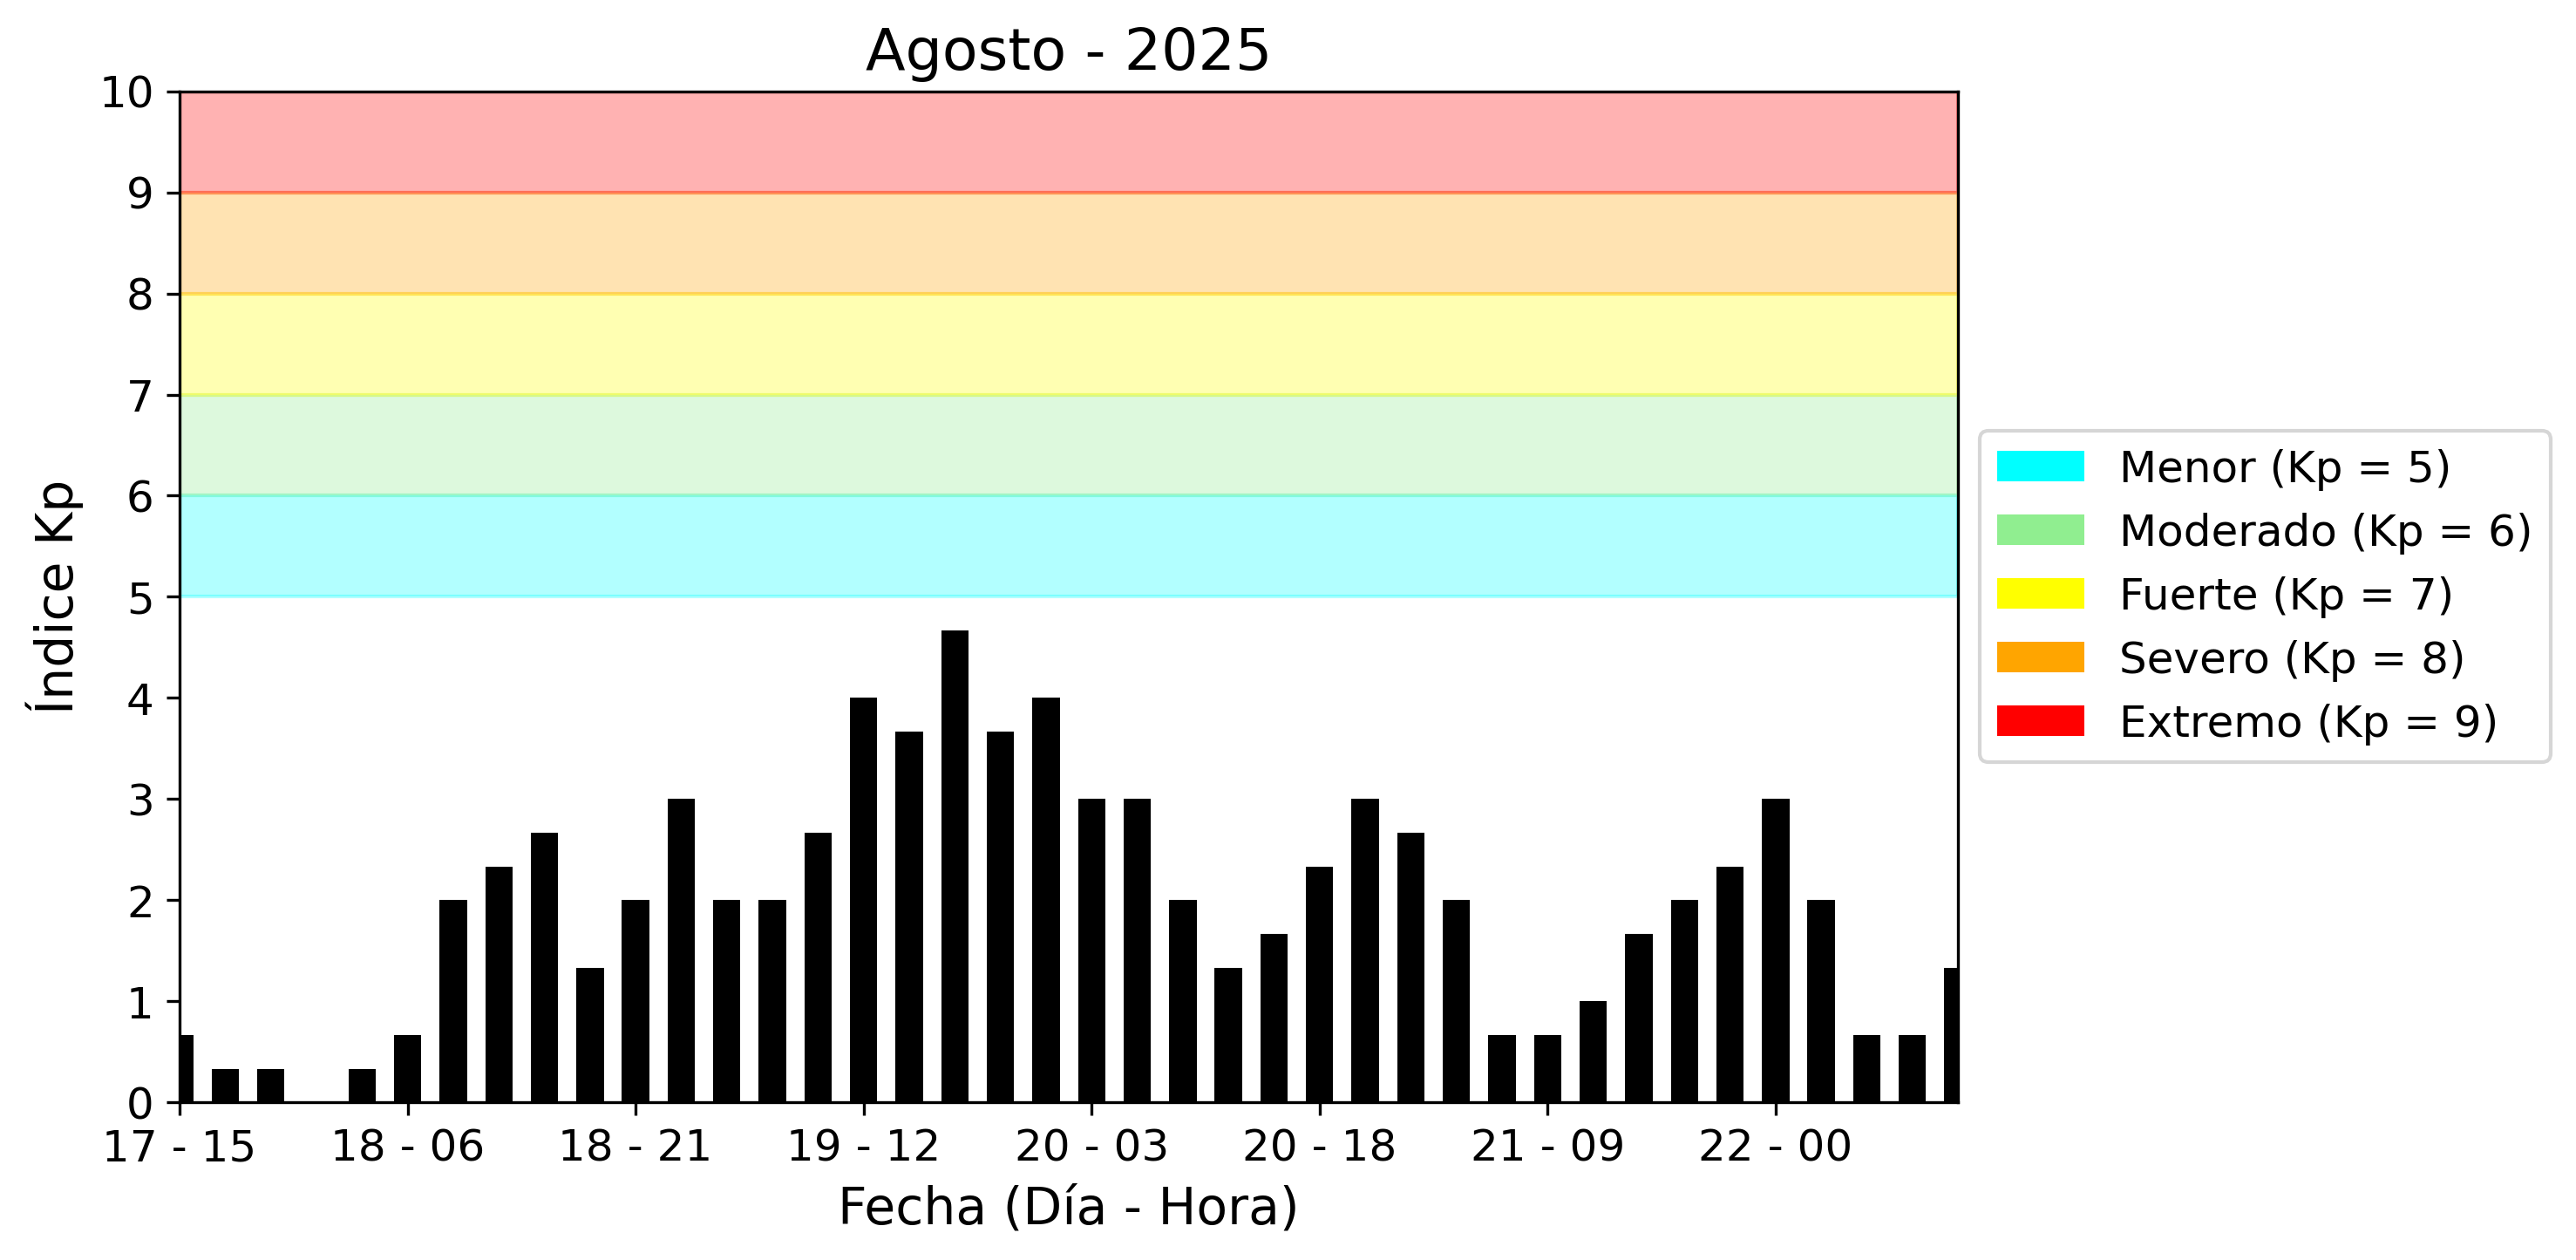 Agosto - 2025
10
9
8
7
6
5
4
3
2
1
0
Índice Kp
17 - 15
18 - 06
18 - 21
19 - 12
20 - 03
20 - 18
21 - 09
22 - 00
Fecha (Día - Hora)
Menor (Kp = 5)
Moderado (Kp = 6)
Fuerte (Kp = 7)
Severo (Kp = 8)
Extremo (Kp = 9)